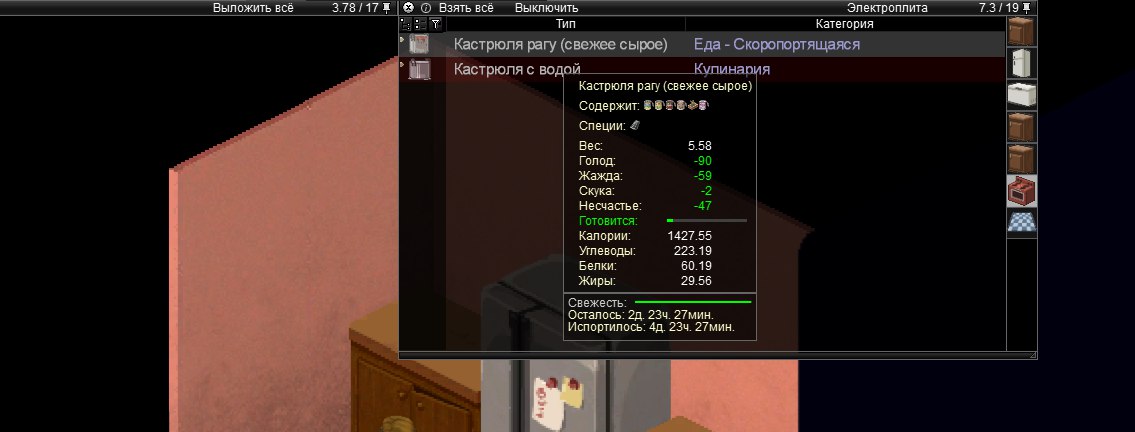 Выложить всё 3.78 / 17 Взять всё Выключить Электроплита 7.3 / 19
Тип Категория
Кастрюля рагу (свежее сырое) Еда - Скоропортящаяся
Кастрюля с водой Кулинария
Кастрюля рагу (свежее сырое)
Содержит:
Специи:
Вес: 5.58
Голод: -90
Жажда: -59
Скука: -2
Несчастье: -47
Готовится:
Калории: 1427.55
Углеводы: 223.19
Белки: 60.19
Жиры: 29.56
Свежесть:
Осталось: 2д. 23ч. 27мин.
Испортилось: 4д. 23ч. 27мин.